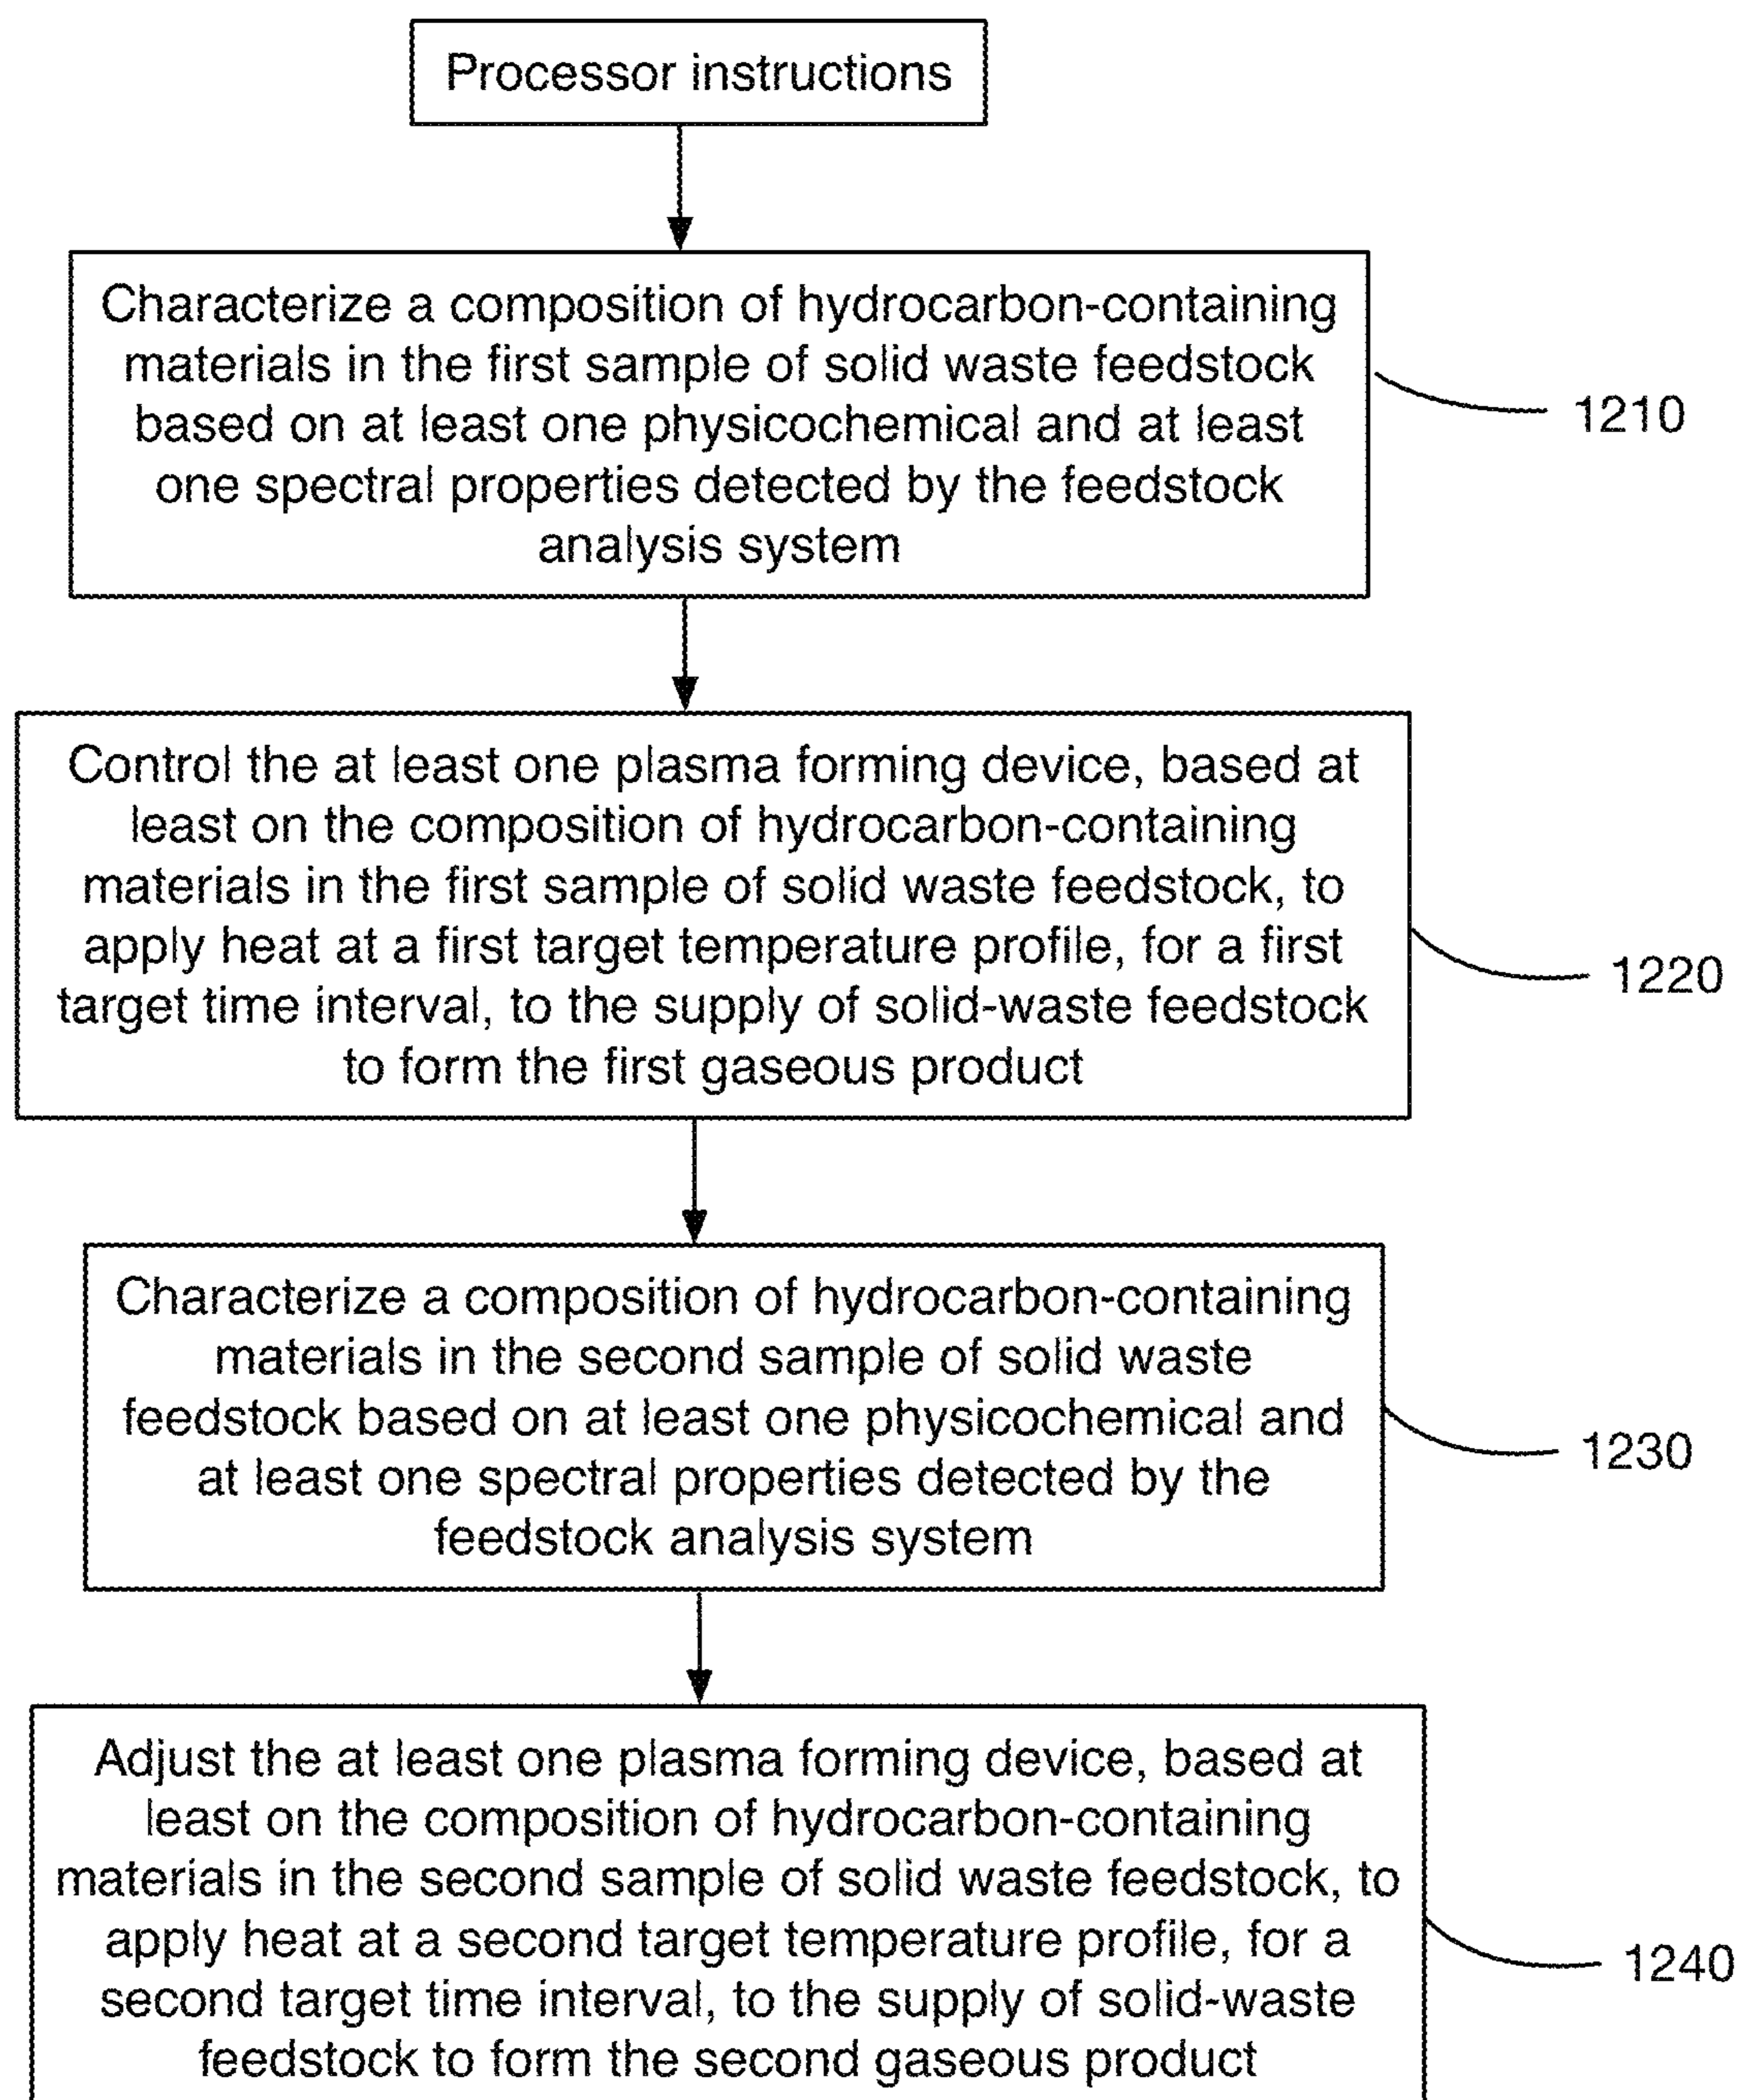 Processor instructions
Characterize a composition of hydrocarbon-containing
materials in the first sample of solid waste feedstock
based on at least one physicochemical and at least
one spectral properties detected by the feedstock
analysis system
1210
Control the at least one plasma forming device, based at
least on the composition of hydrocarbon-containing
materials in the first sample of solid waste feedstock, to
apply heat at a first target temperature profile, for a first
target time interval, to the supply of solid-waste feedstock
to form the first gaseous product
1220
Characterize a composition of hydrocarbon-containing
materials in the second sample of solid waste
feedstock based on at least one physicochemical and
at least one spectral properties detected by the
feedstock analysis system
1230
Adjust the at least one plasma forming device, based at
least on the composition of hydrocarbon-containing
materials in the second sample of solid waste feedstock, to
apply heat at a second target temperature profile, for a
second target time interval, to the supply of solid-waste
feedstock to form the second gaseous product
1240